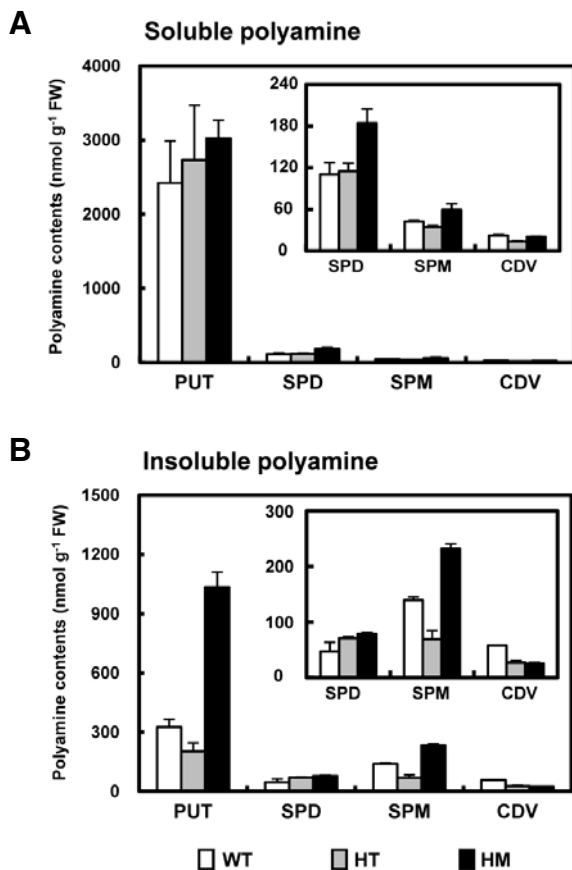 A
Soluble polyamine
Polyamine contents (nmol g⁻¹ FW)
4000
3000
2000
1000
0
240
180
120
60
0
SPD SPM CDV
PUT SPD SPM CDV
B
Insoluble polyamine
Polyamine contents (nmol g⁻¹ FW)
1500
1200
900
600
300
0
300
200
100
0
SPD SPM CDV
PUT SPD SPM CDV
WT HT HM